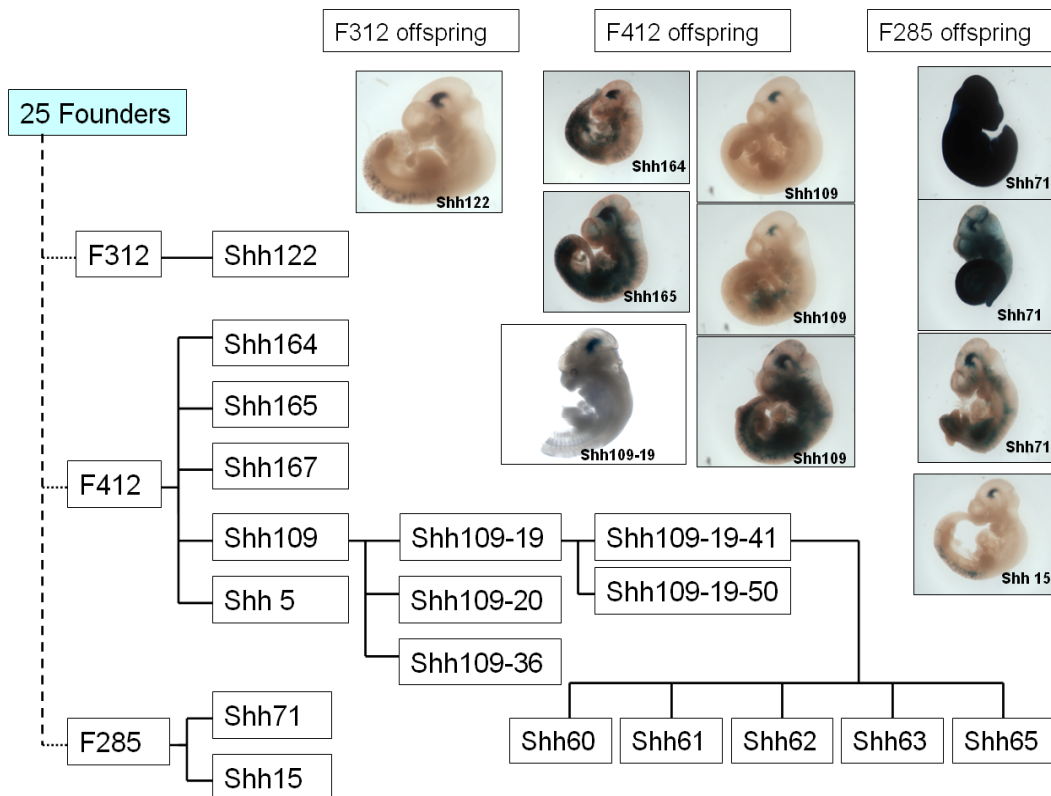 F312 offspring
F412 offspring
F285 offspring
25 Founders
Shh122
Shh164
Shh109
Shh71
Shh165
Shh109
Shh71
Shh109-19
Shh109
Shh71
Shh 15
F312
Shh122
Shh164
Shh165
Shh167
F412
Shh109
Shh109-19
Shh109-19-41
Shh 5
Shh109-20
Shh109-19-50
Shh109-36
Shh71
F285
Shh15
Shh60
Shh61
Shh62
Shh63
Shh65